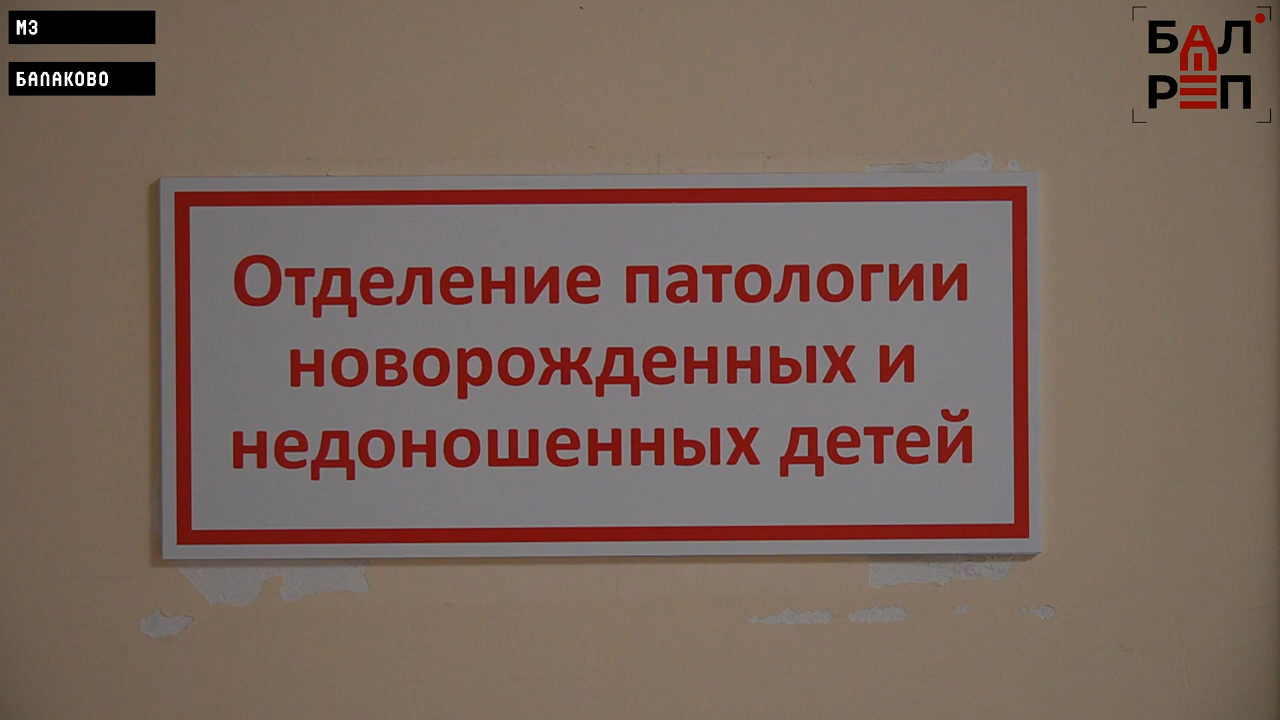 МЗ
БАЛАКОВО
БАЛ
РЕП
Отделение патологии
новорожденных и
недоношенных детей